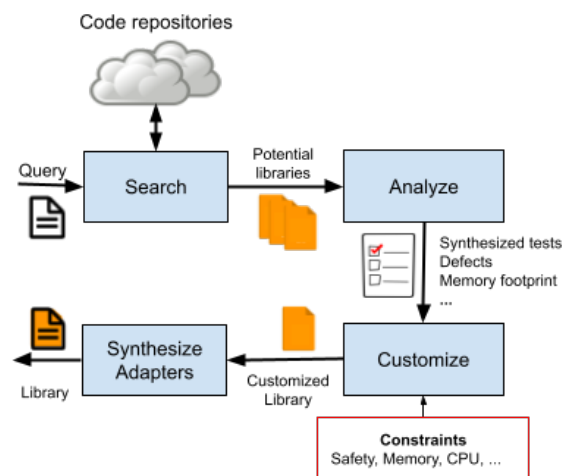 Code repositories
Query
Search
Potential
libraries
Analyze
Synthesized tests
Defects
Memory footprint
...
Synthesize
Adapters
Library
Customized
Library
Customize
Constraints
Safety, Memory, CPU, ...